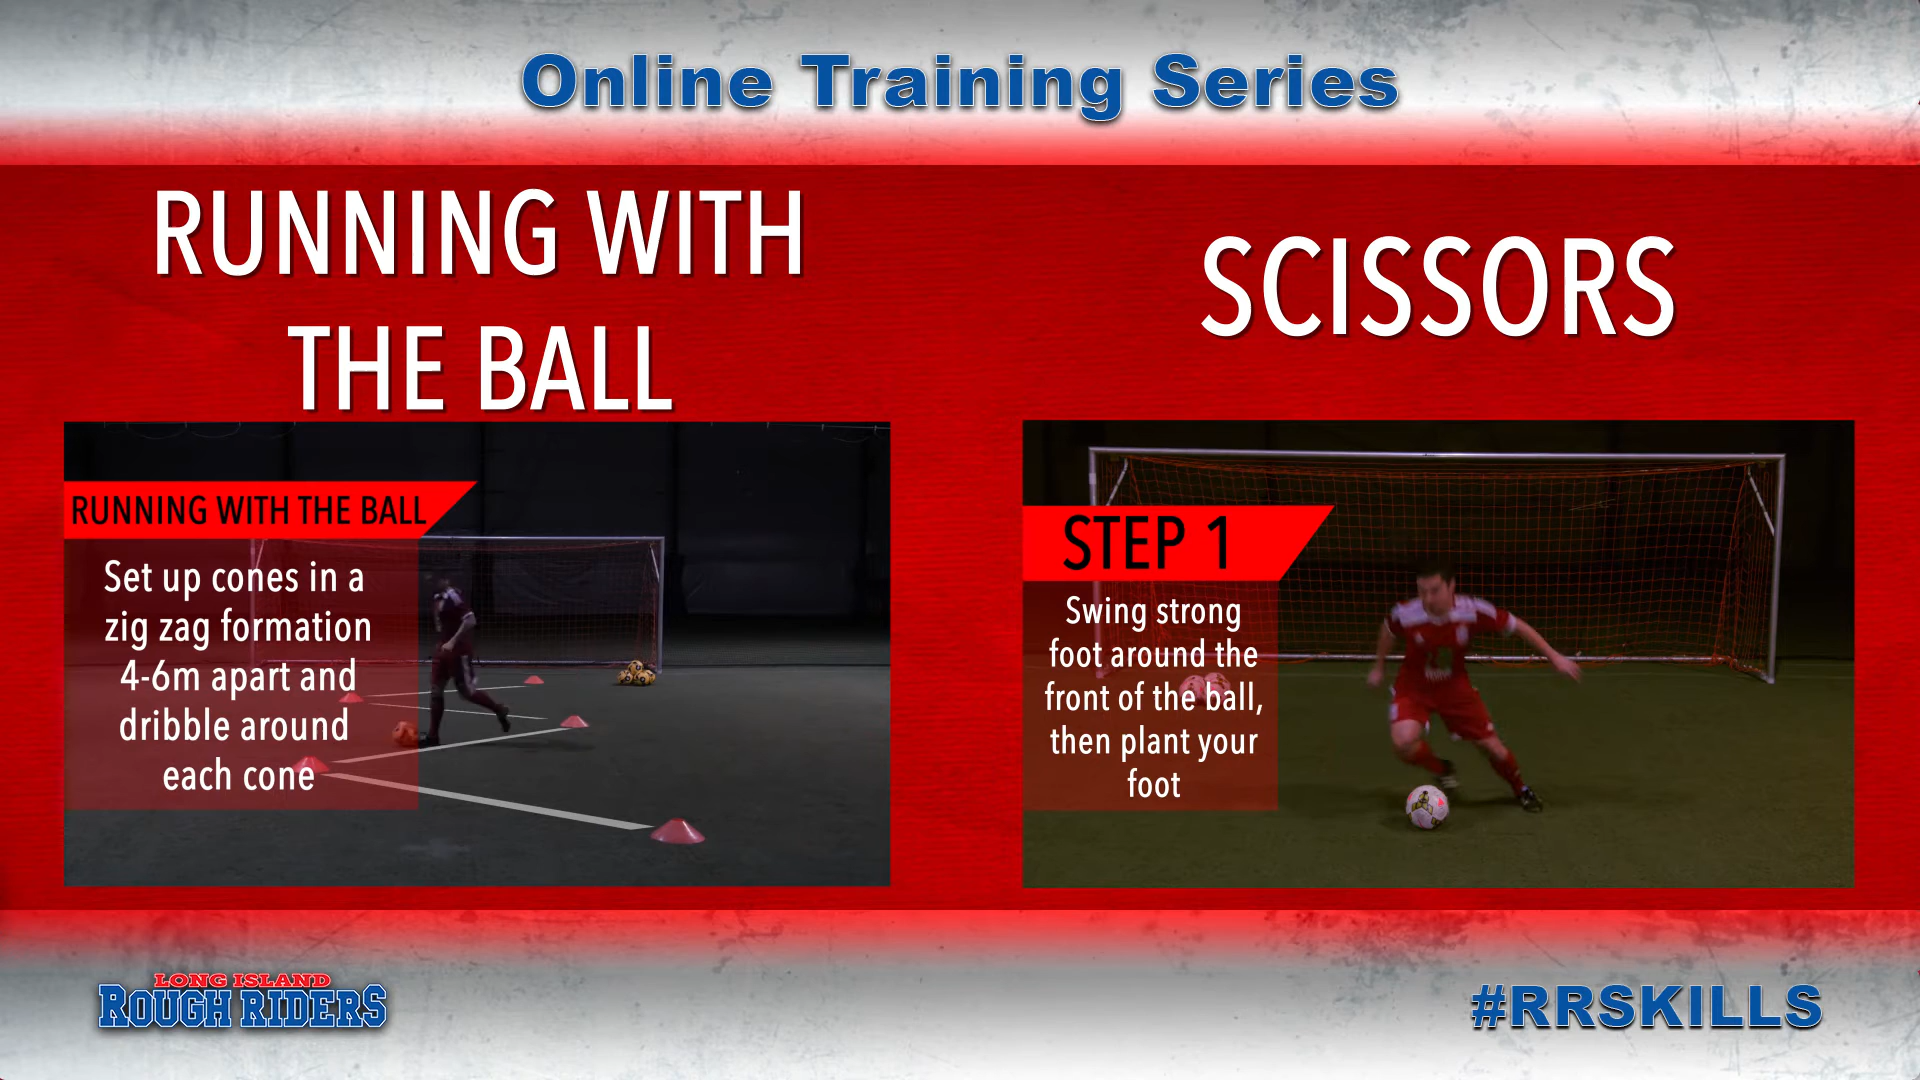 Online Training Series
RUNNING WITH
THE BALL
RUNNING WITH THE BALL
Set up cones in a
zig zag formation
4-6m apart and
dribble around
each cone
SCISSORS
STEP 1
Swing strong
foot around the
front of the ball,
then plant your
foot
LONG ISLAND
ROUGH RIDERS
#RRSKILLS